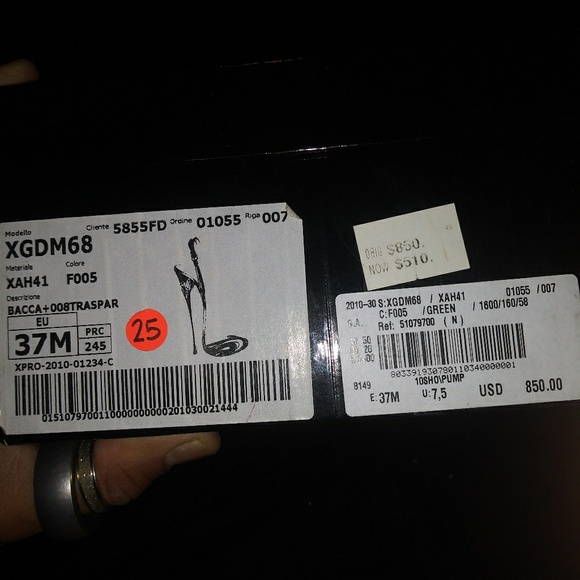 Modello Cliente 5855FD Ordine 01055 Riga 007
XGDM68
Materiale Colore
XAH41 F005
Descrizione
BACCA+008TRASPAR
EU
37M
PRC
245
25
XPRO-2010-01234-C
015107970011000000000201030021444
ORIG $850.
NOW $510.
2010-30 S:XGDM68 / XAH41 01055 /007
C:F005 /GREEN / 1600/160/58
S.A. Ref: 51079700 ( N )
803391930780110340000001
8149 10SHO\PUMP
E:37M U:7,5 USD 850.00